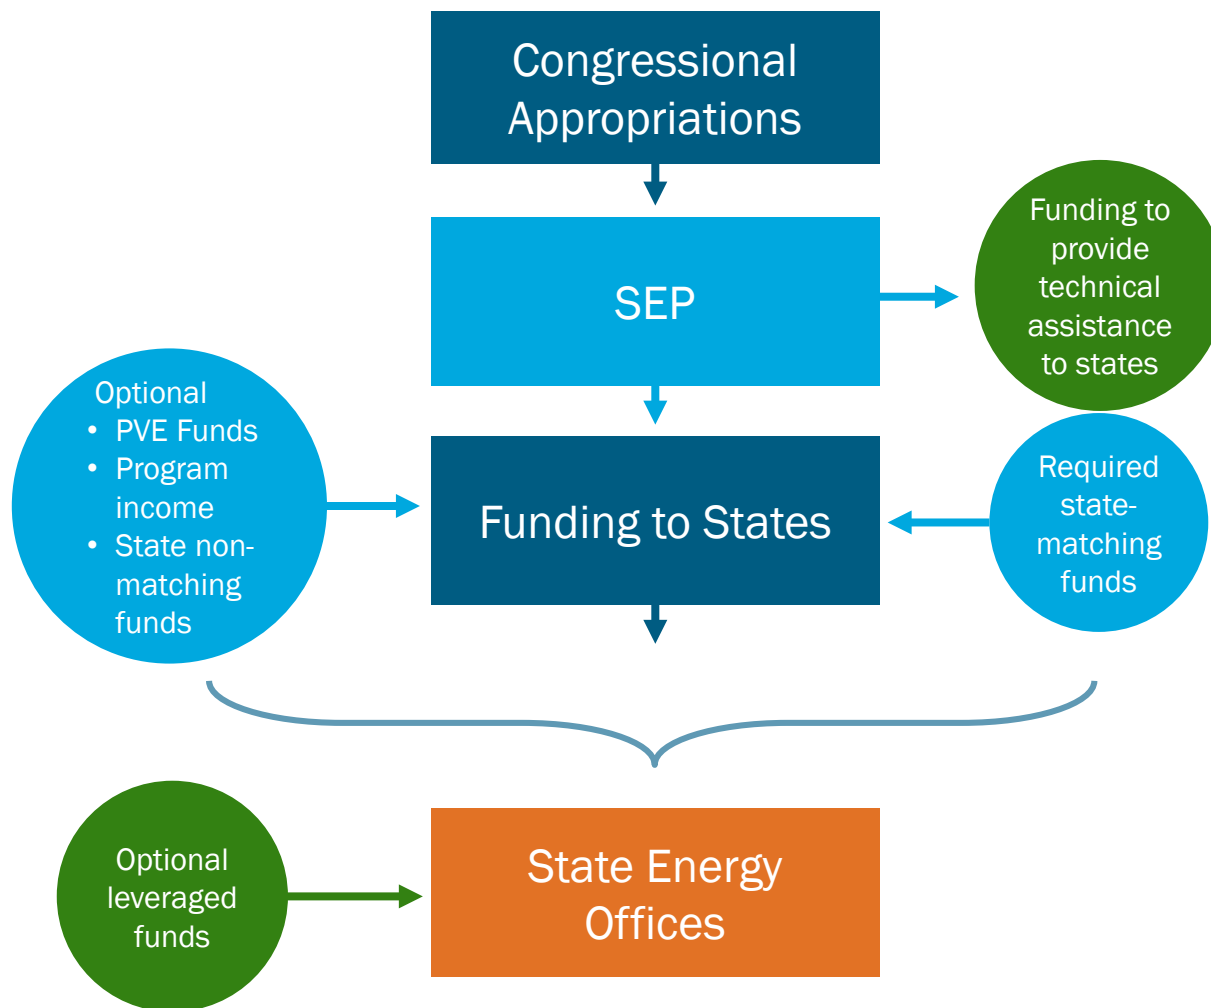 Congressional
Appropriations
Funding to
provide
technical
assistance
to states
SEP
Optional
• PVE Funds
• Program
income
• State non-
matching
funds
Funding to States
Required
state-
matching
funds
Optional
leveraged
funds
State Energy
Offices